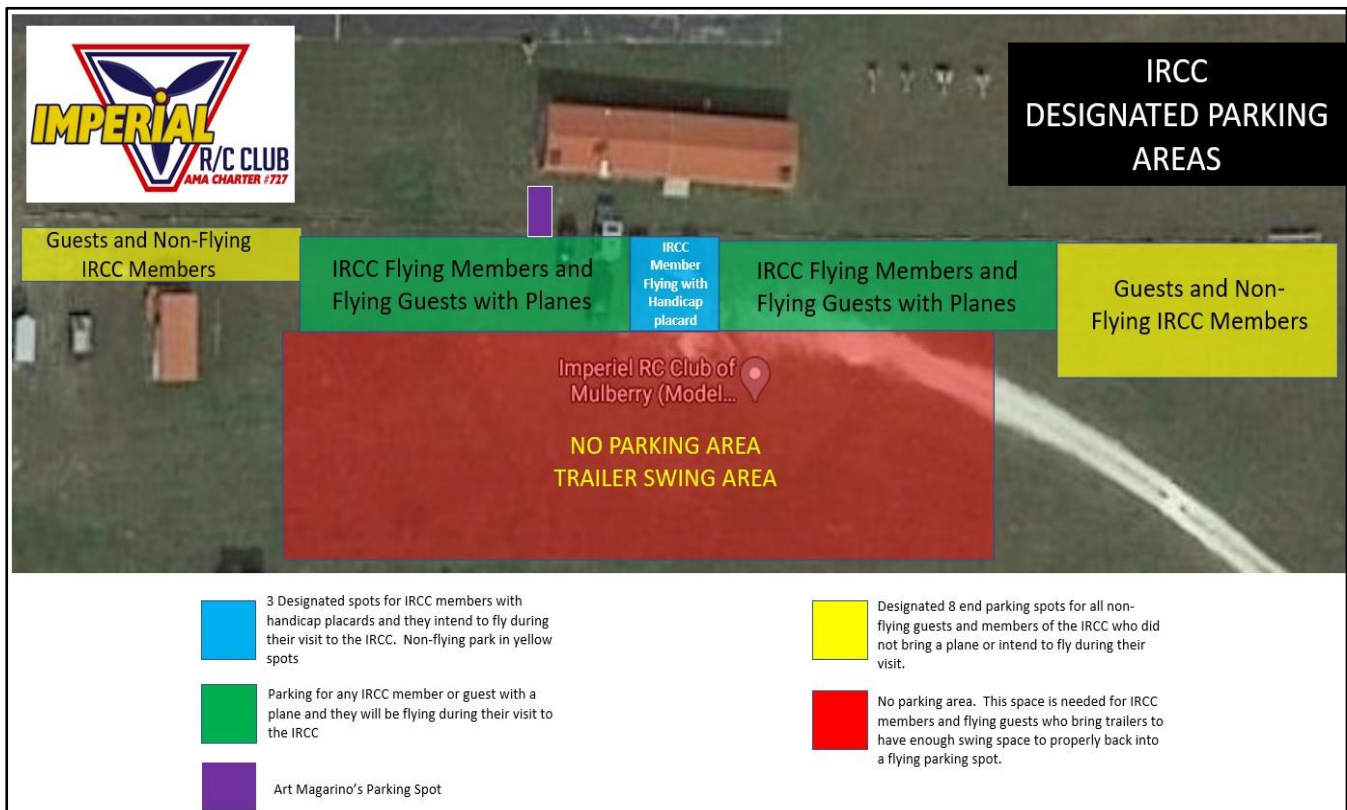 IMPERIAL
R/C CLUB
AMA CHARTER #727
IRCC
DESIGNATED PARKING
AREAS
Guests and Non-Flying
IRCC Members
IRCC Flying Members and
Flying Guests with Planes
IRCC
Member
Flying with
Handicap
placard
IRCC Flying Members and
Flying Guests with Planes
Guests and Non-
Flying IRCC Members
Imperiel RC Club of
Mulberry (Model...
NO PARKING AREA
TRAILER SWING AREA
3 Designated spots for IRCC members with
handicap placards and they intend to fly during
their visit to the IRCC. Non-flying park in yellow
spots
Parking for any IRCC member or guest with a
plane and they will be flying during their visit to
the IRCC
Art Magarino’s Parking Spot
Designated 8 end parking spots for all non-
flying guests and members of the IRCC who did
not bring a plane or intend to fly during their
visit.
No parking area. This space is needed for IRCC
members and flying guests who bring trailers to
have enough swing space to properly back into
a flying parking spot.